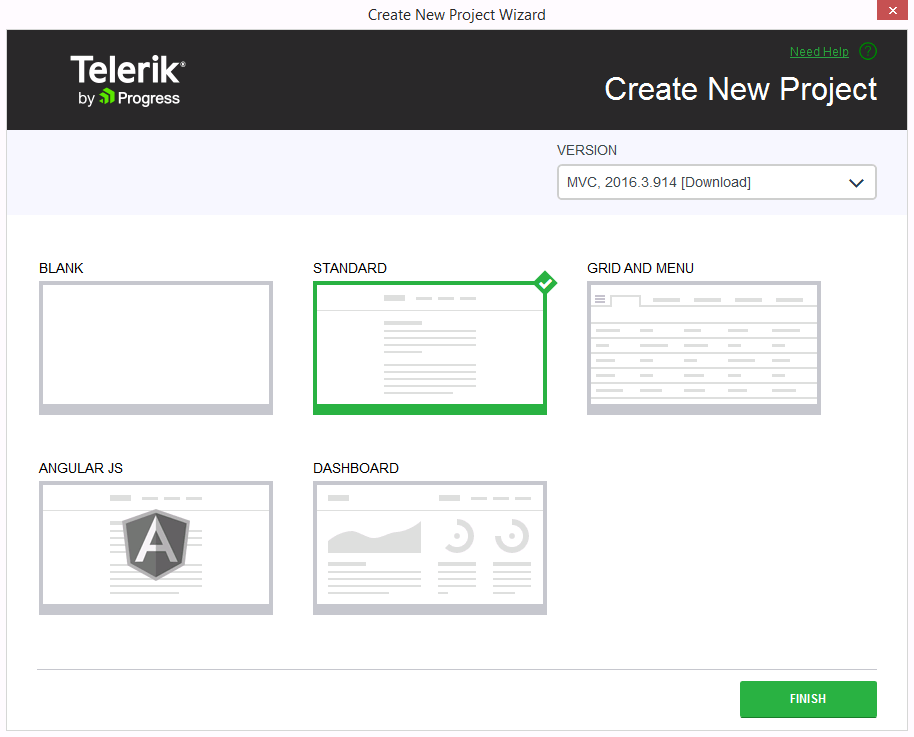 Create New Project Wizard
Telerik®
by Progress
Need Help ?
Create New Project
VERSION
MVC, 2016.3.914 [Download]
BLANK
STANDARD
GRID AND MENU
ANGULAR JS
DASHBOARD
A
FINISH